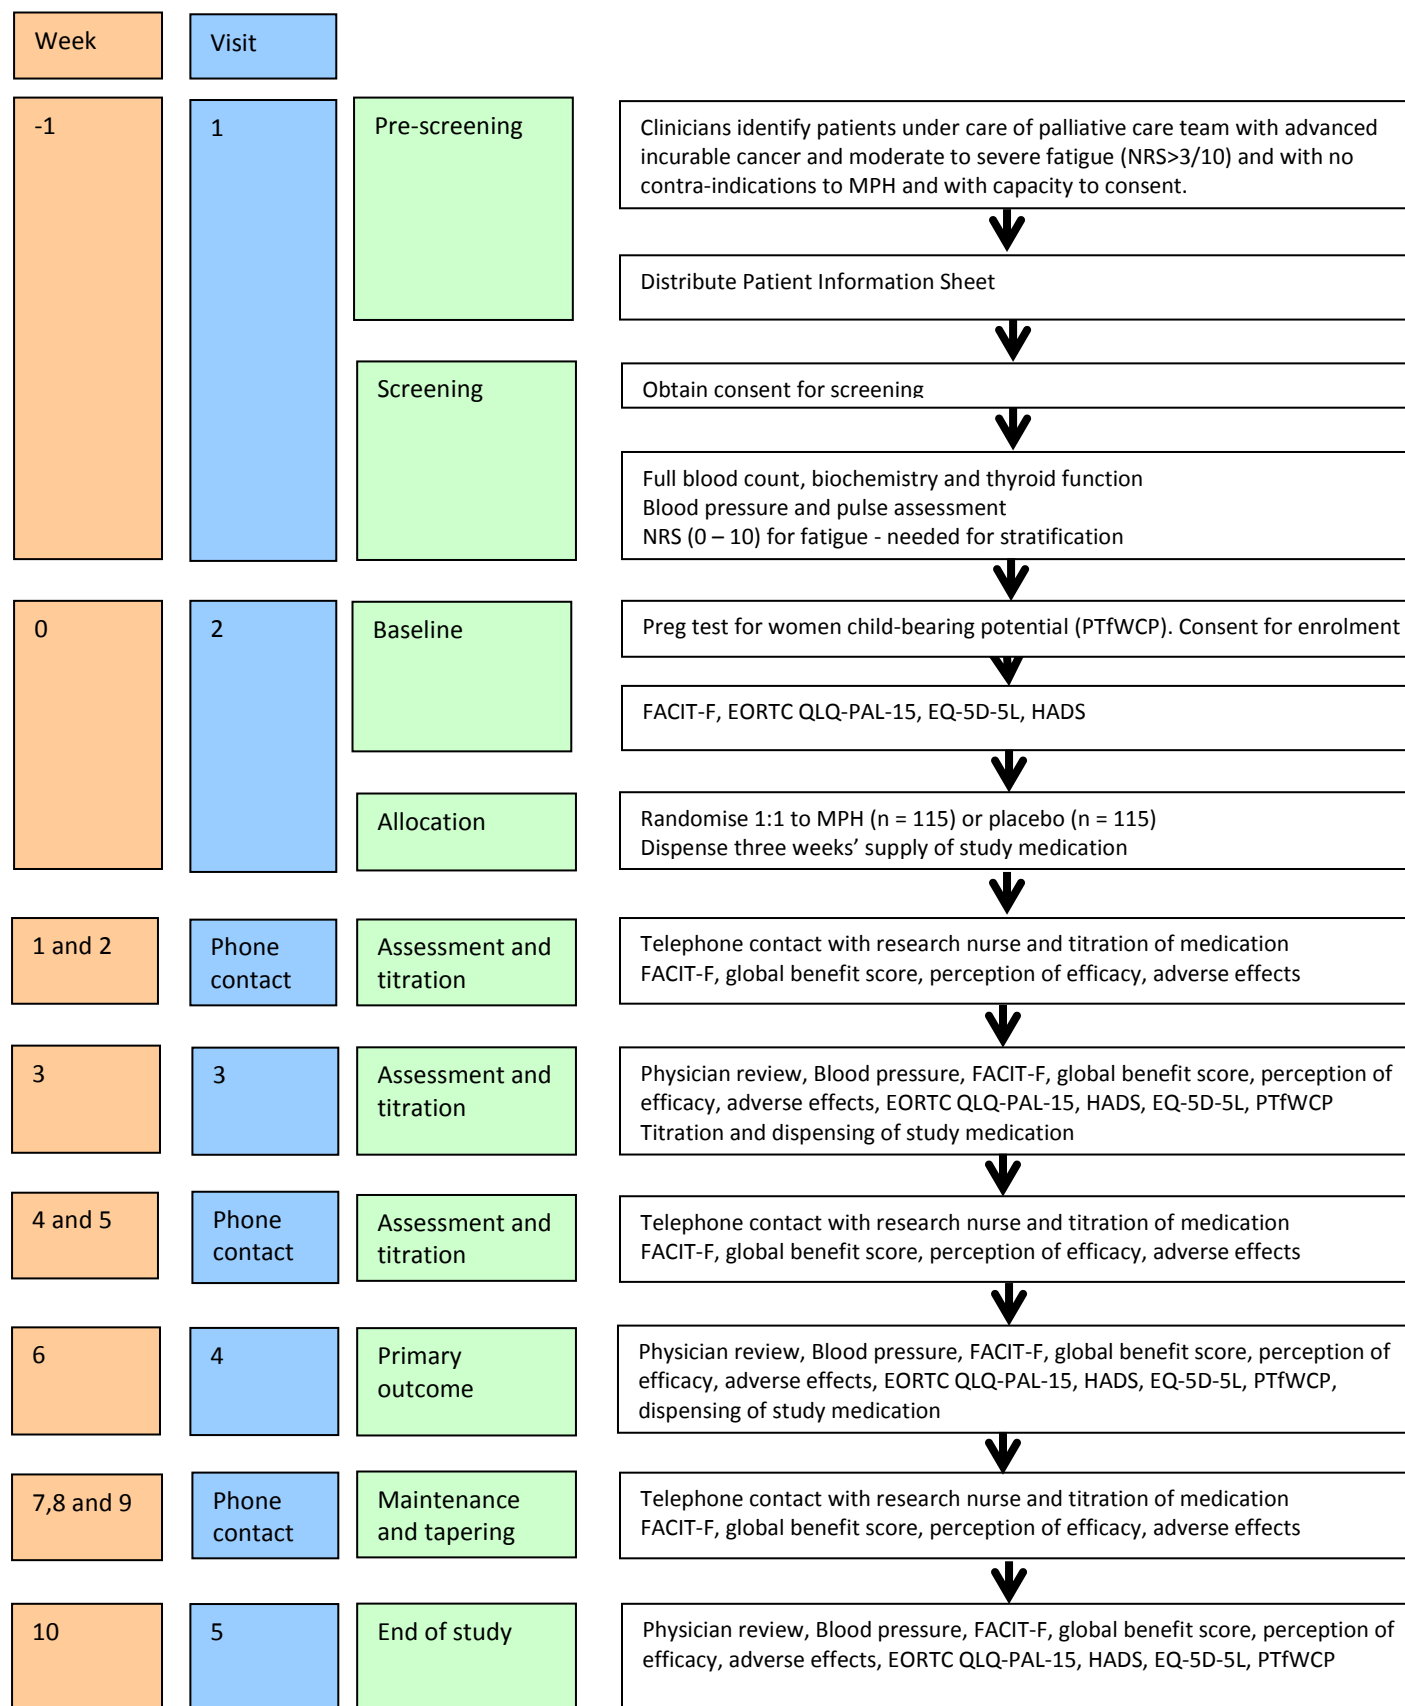 Week
Visit
-1
1
Pre-screening
Clinicians identify patients under care of palliative care team with advanced
incurable cancer and moderate to severe fatigue (NRS>3/10) and with no
contra-indications to MPH and with capacity to consent.
Distribute Patient Information Sheet
Screening
Obtain consent for screening
Full blood count, biochemistry and thyroid function
Blood pressure and pulse assessment
NRS (0 – 10) for fatigue - needed for stratification
0
2
Baseline
Preg test for women child-bearing potential (PTfWCP). Consent for enrolment
FACIT-F, EORTC QLQ-PAL-15, EQ-5D-5L, HADS
Allocation
Randomise 1:1 to MPH (n = 115) or placebo (n = 115)
Dispense three weeks’ supply of study medication
1 and 2
Phone
contact
Assessment and
titration
Telephone contact with research nurse and titration of medication
FACIT-F, global benefit score, perception of efficacy, adverse effects
3
3
Assessment and
titration
Physician review, Blood pressure, FACIT-F, global benefit score, perception of
efficacy, adverse effects, EORTC QLQ-PAL-15, HADS, EQ-5D-5L, PTfWCP
Titration and dispensing of study medication
4 and 5
Phone
contact
Assessment and
titration
Telephone contact with research nurse and titration of medication
FACIT-F, global benefit score, perception of efficacy, adverse effects
6
4
Primary
outcome
Physician review, Blood pressure, FACIT-F, global benefit score, perception of
efficacy, adverse effects, EORTC QLQ-PAL-15, HADS, EQ-5D-5L, PTfWCP,
dispensing of study medication
7,8 and 9
Phone
contact
Maintenance
and tapering
Telephone contact with research nurse and titration of medication
FACIT-F, global benefit score, perception of efficacy, adverse effects
10
5
End of study
Physician review, Blood pressure, FACIT-F, global benefit score, perception of
efficacy, adverse effects, EORTC QLQ-PAL-15, HADS, EQ-5D-5L, PTfWCP